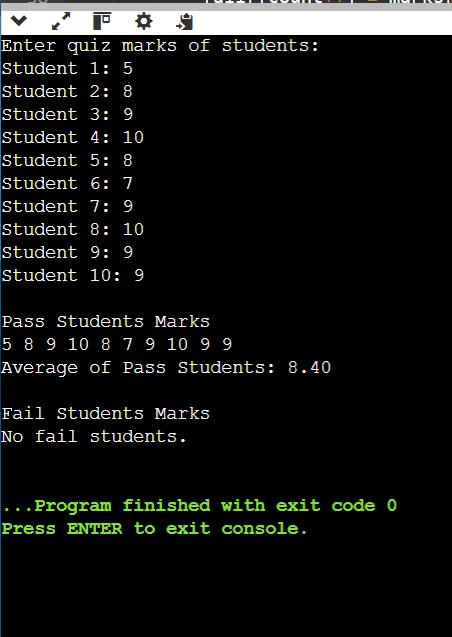 Enter quiz marks of students:
Student 1: 5
Student 2: 8
Student 3: 9
Student 4: 10
Student 5: 8
Student 6: 7
Student 7: 9
Student 8: 10
Student 9: 9
Student 10: 9
Pass Students Marks
5 8 9 10 8 7 9 10 9 9
Average of Pass Students: 8.40
Fail Students Marks
No fail students.
...Program finished with exit code 0
Press ENTER to exit console.